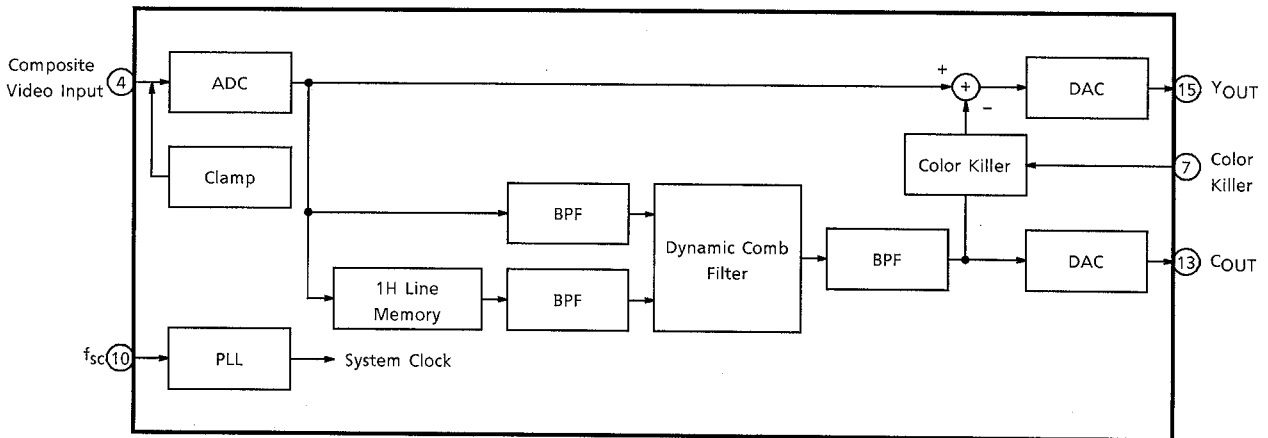 Composite
Video Input
4
ADC
+
+
−
DAC
15
YOUT
Clamp
Color Killer
7
Color
Killer
BPF
Dynamic Comb
Filter
BPF
DAC
13
COUT
1H Line
Memory
BPF
fsc
10
PLL
System Clock